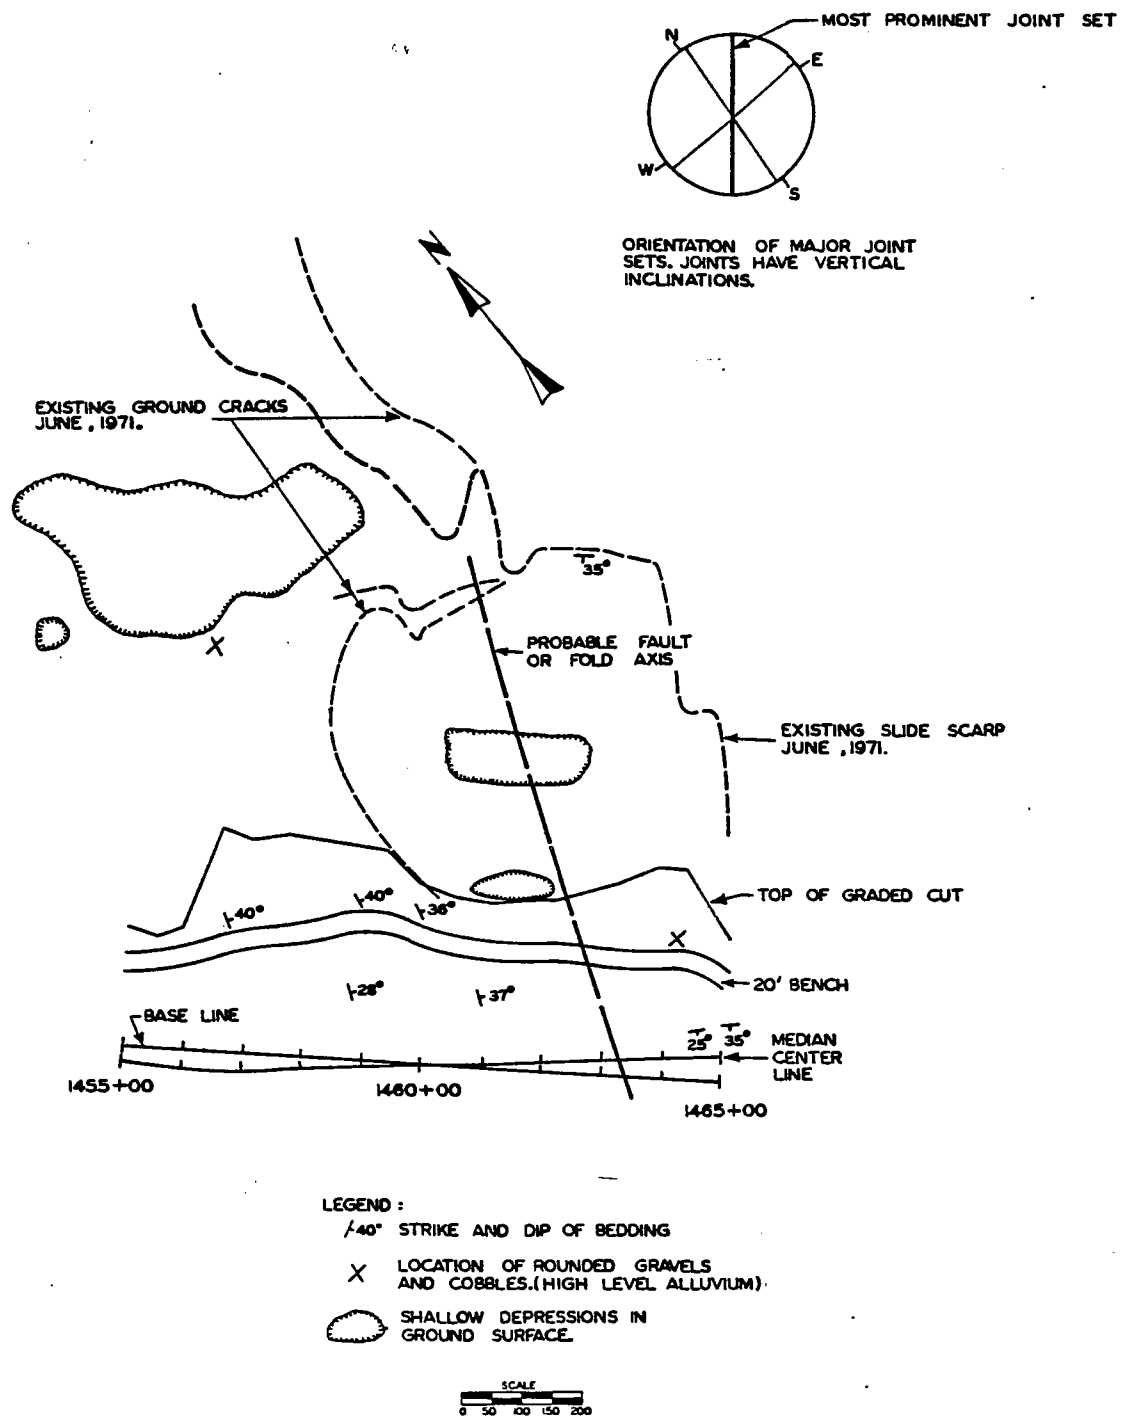 MOST PROMINENT JOINT SET
N
E
W
S
ORIENTATION OF MAJOR JOINT
SETS. JOINTS HAVE VERTICAL
INCLINATIONS.
N
EXISTING GROUND CRACKS
JUNE, 1971.
35°
PROBABLE FAULT
OR FOLD AXIS
EXISTING SLIDE SCARP
JUNE, 1971.
TOP OF GRADED CUT
40°
40°
36°
20' BENCH
28°
37°
BASE LINE
25°
35°
MEDIAN
CENTER
LINE
1455+00
1460+00
1465+00
LEGEND:
40° STRIKE AND DIP OF BEDDING
X LOCATION OF ROUNDED GRAVELS
AND COBBLES.(HIGH LEVEL ALLUVIUM)
SHALLOW DEPRESSIONS IN
GROUND SURFACE.
SCALE
0 50 100 150 200